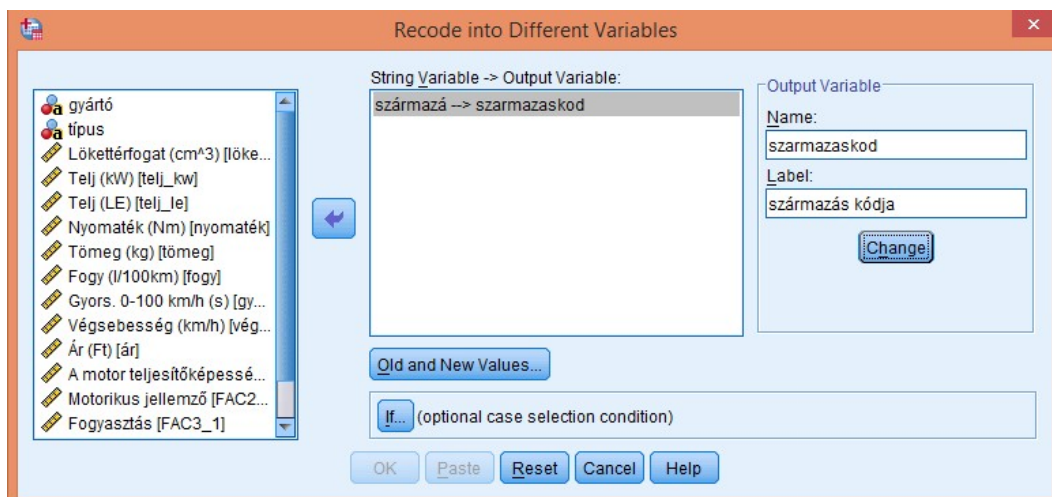 Recode into Different Variables
gyártó
típus
Lökettérfogat (cm^3) [löke...
Telj (kW) [telj_kw]
Telj (LE) [telj_le]
Nyomaték (Nm) [nyomaték]
Tömeg (kg) [tömeg]
Fogy (l/100km) [fogy]
Gyors. 0-100 km/h (s) [gy...
Végsebesség (km/h) [vég...
Ár (Ft) [ár]
A motor teljesítőképessé...
Motorikus jellemző [FAC2...
Fogyasztás [FAC3_1]
String Variable -> Output Variable:
származá --> szarmazaskod
Old and New Values...
If... (optional case selection condition)
Output Variable
Name:
szarmazaskod
Label:
származás kódja
Change
OK Paste Reset Cancel Help